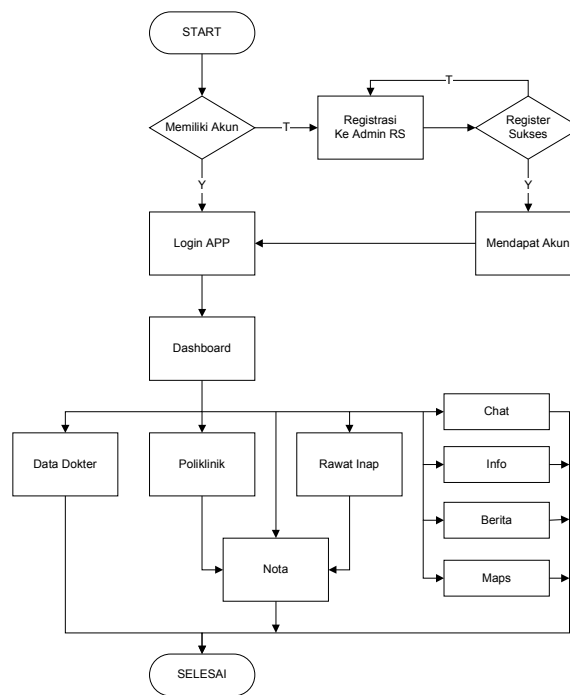 START
T
Memiliki Akun
T
Registrasi
Ke Admin RS
Register
Sukses
Y
Y
Login APP
Mendapat Akun
Dashboard
Chat
Data Dokter
Poliklinik
Rawat Inap
Info
Berita
Nota
Maps
SELESAI